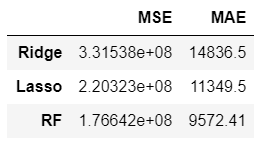 MSE MAE
Ridge 3.31538e+08 14836.5
Lasso 2.20323e+08 11349.5
RF 1.76642e+08 9572.41